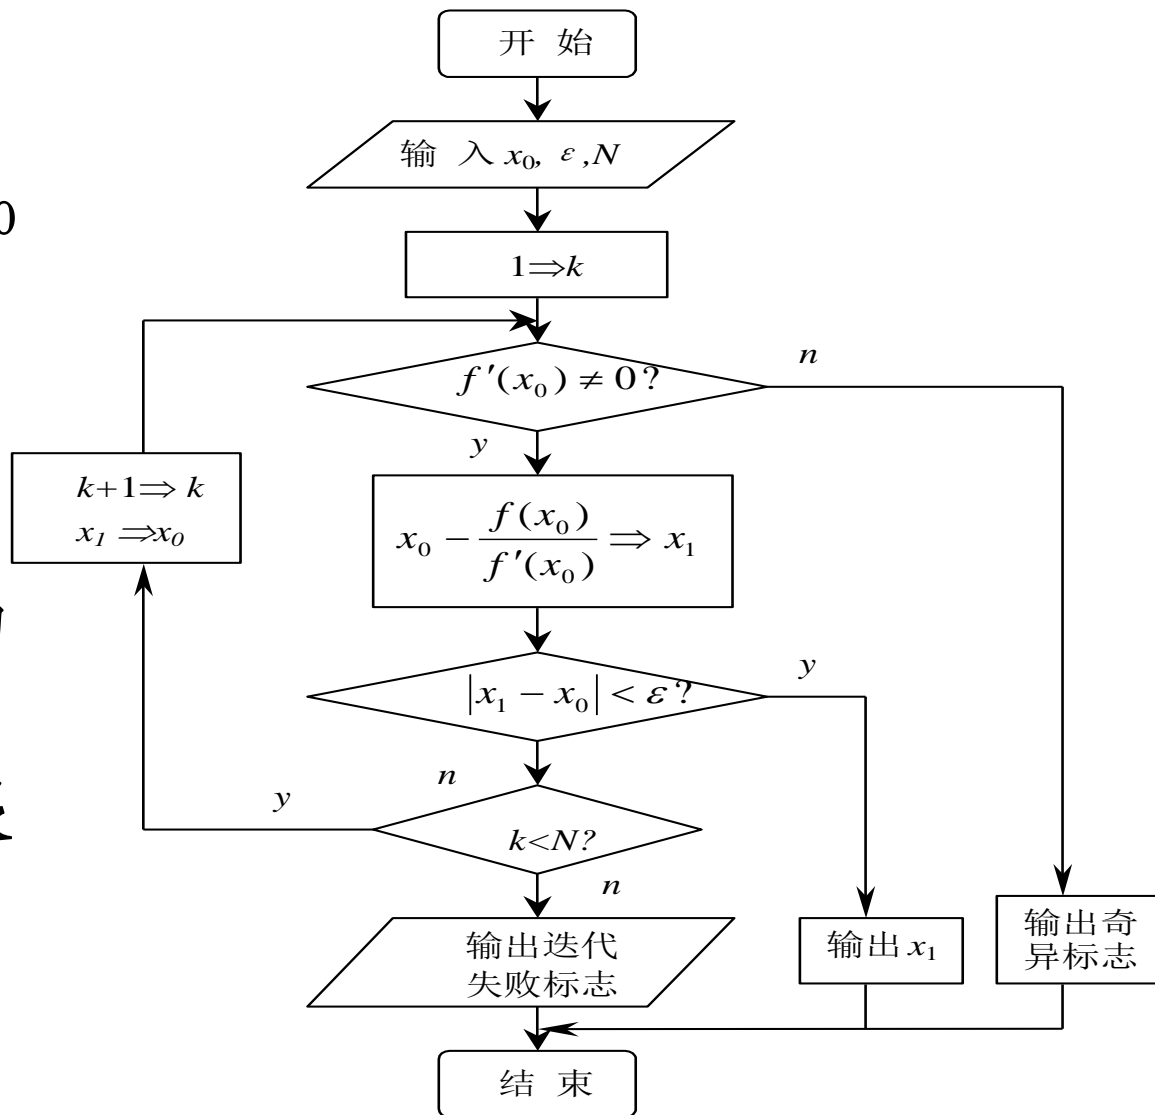 开 始
输 入 x₀, ε,N
0
1⇒k
n
f′(x₀) ≠ 0?
y
k+1⇒ k
x₁ ⇒x₀
x₀ - f(x₀)/f′(x₀) ⇒ x₁
y
|x₁ - x₀| < ε?
n
y
k<N?
n
输出迭代
失败标志
输出 x₁
输出奇
异标志
结 束